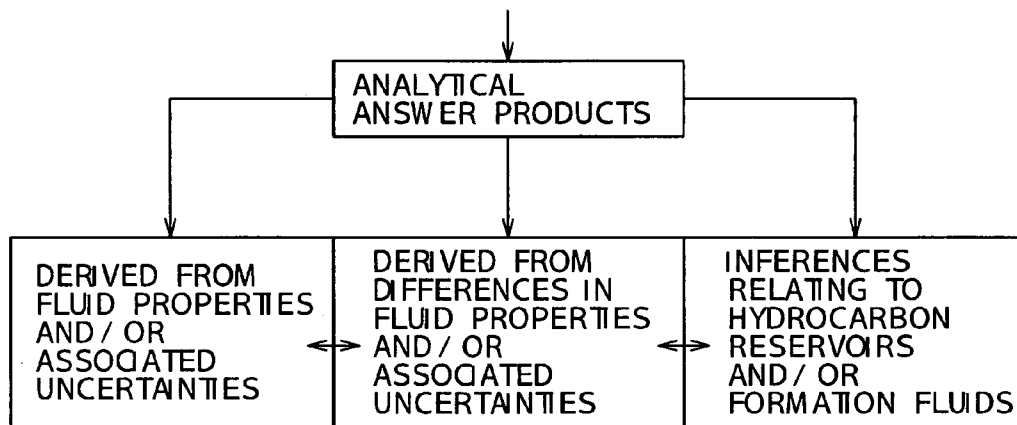 ANALYTICAL
ANSWER PRODUCTS
DERIVED FROM
FLUID PROPERTIES
AND/OR
ASSOCIATED
UNCERTAINTIES
DERIVED FROM
DIFFERENCES IN
FLUID PROPERTIES
AND/OR
ASSOCIATED
UNCERTAINTIES
INFERENCES
RELATING TO
HYDROCARBON
RESERVOIRS
AND/OR
FORMATION FLUIDS